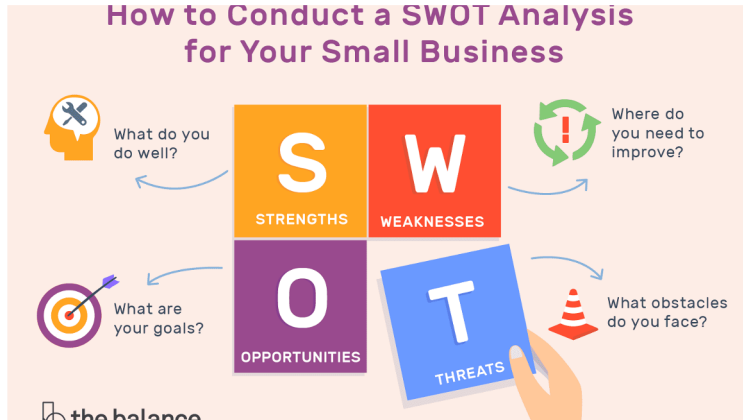 How to Conduct a SWOT Analysis
for Your Small Business
What do you
do well?
S
STRENGTHS
W
WEAKNESSES
Where do
you need to
improve?
What are
your goals?
O
OPPORTUNITIES
T
THREATS
What obstacles
do you face?
the balance